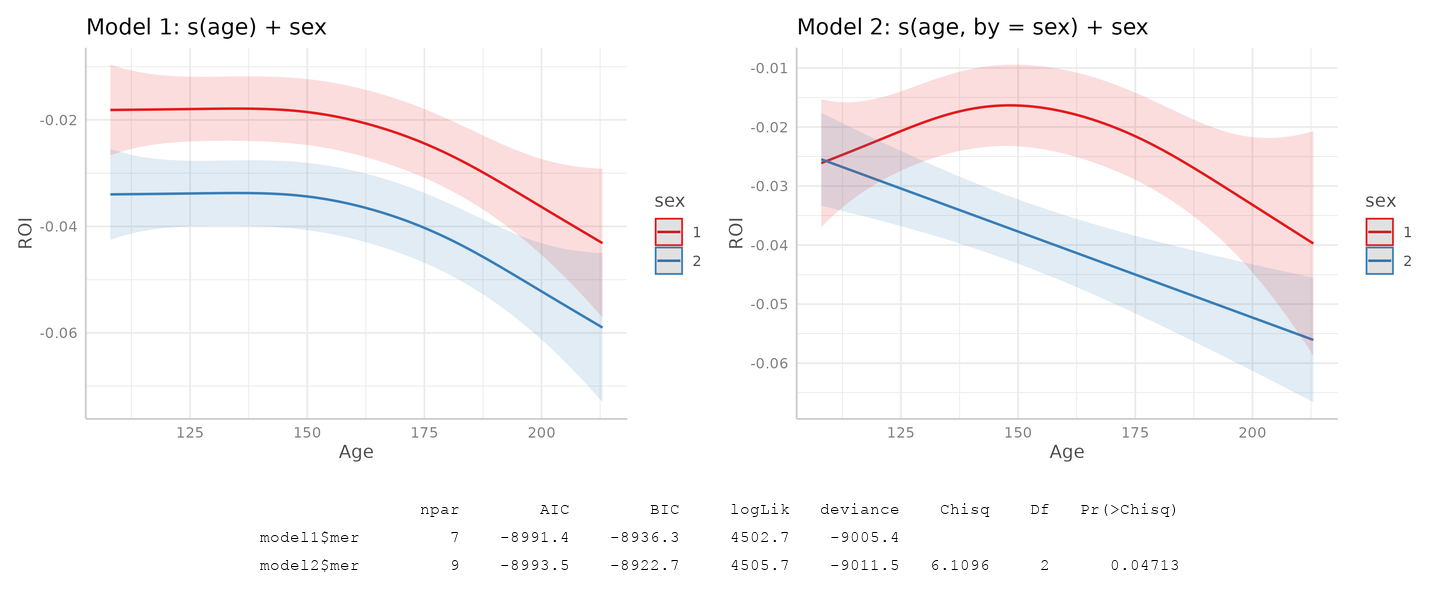 Model 1: s(age) + sex
-0.02
-0.04
-0.06
ROI
125 150 175 200
Age
sex
1
2
Model 2: s(age, by = sex) + sex
-0.01
-0.02
-0.03
-0.04
-0.05
-0.06
ROI
125 150 175 200
Age
sex
1
2
npar AIC BIC logLik deviance Chisq Df Pr(>Chisq)
model1$mer 7 -8991.4 -8936.3 4502.7 -9005.4
model2$mer 9 -8993.5 -8922.7 4505.7 -9011.5 6.1096 2 0.04713